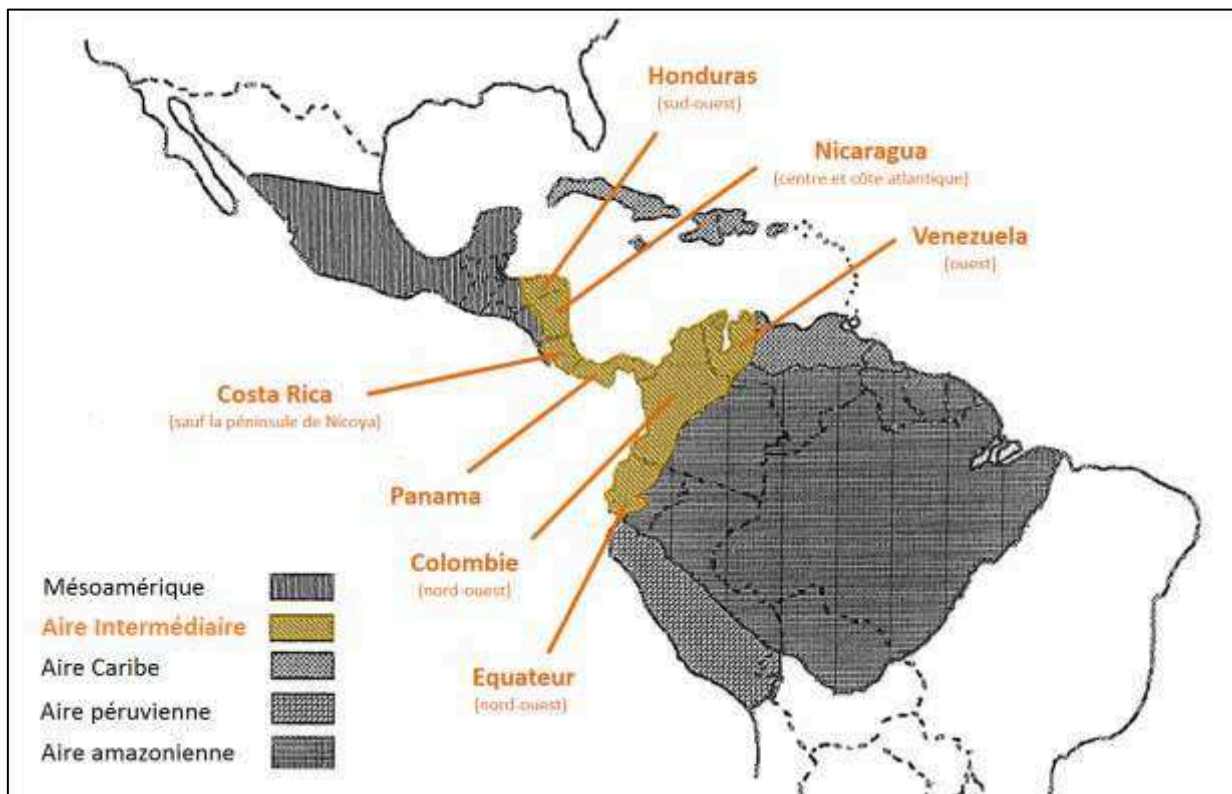 Honduras
(sud-ouest)
Nicaragua
(centre et côte atlantique)
Venezuela
(ouest)
Costa Rica
(sauf la péninsule de Nicoya)
Panama
Colombie
(nord-ouest)
Equateur
(nord-ouest)
Mésoamérique
Aire Intermédiaire
Aire Caribe
Aire péruvienne
Aire amazonienne